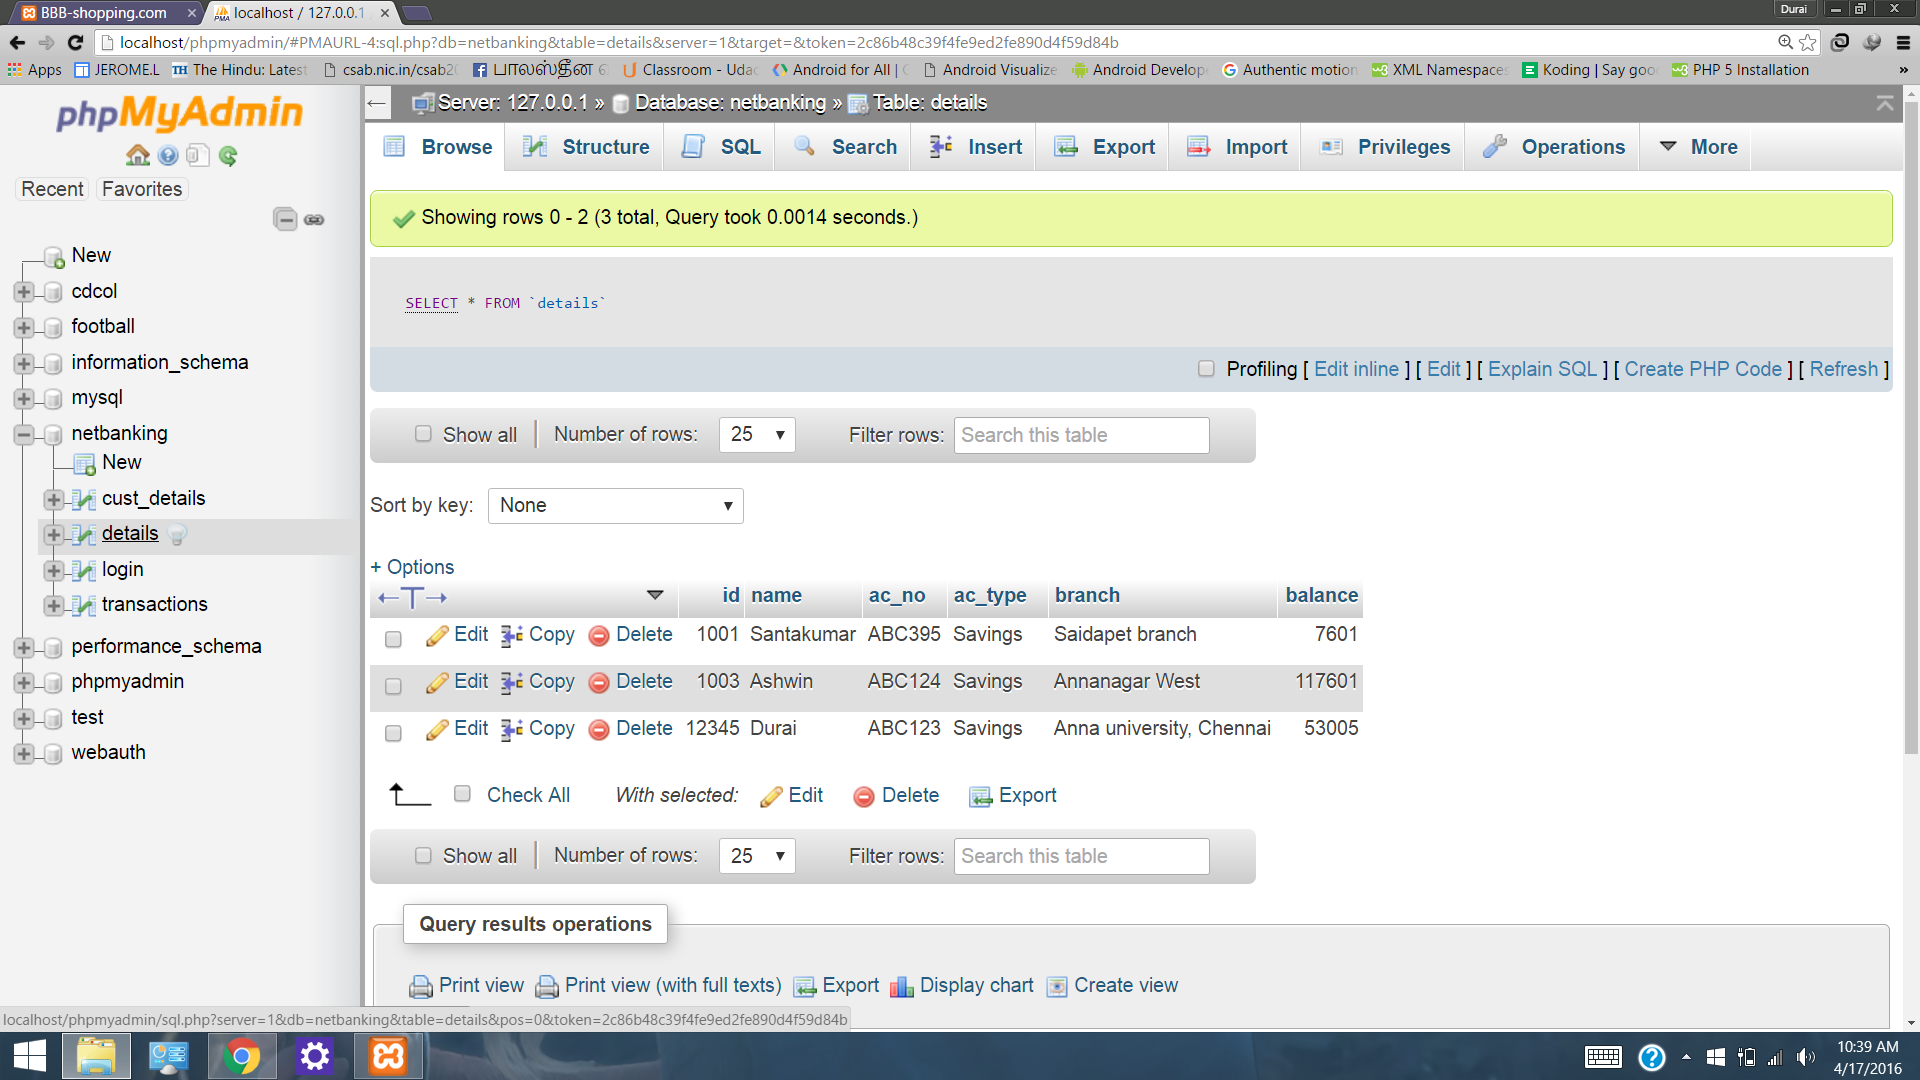 BBB-shopping.com
localhost / 127.0.0.1
Durai
localhost/phpmyadmin/#PMAURL-4:sql.php?db=netbanking&table=details&server=1&target=&token=2c86b48c39f4fe9ed2fe890d4f59d84b
Apps JEROME.L The Hindu: Latest csab.nic.in/csab20 Classroom - Udac Android for All | Android Visualize Android Develop Authentic motion XML Namespaces Koding | Say goo PHP 5 Installation »
phpMyAdmin
Recent Favorites
New
cdcol
football
information_schema
mysql
netbanking
New
cust_details
details
login
transactions
performance_schema
phpmyadmin
test
webauth
Server: 127.0.0.1 » Database: netbanking » Table: details
Browse Structure SQL Search Insert Export Import Privileges Operations More
Showing rows 0 - 2 (3 total, Query took 0.0014 seconds.)
SELECT * FROM `details`
Profiling [ Edit inline ] [ Edit ] [ Explain SQL ] [ Create PHP Code ] [ Refresh ]
Show all Number of rows: 25 Filter rows: Search this table
Sort by key: None
+ Options
id name ac_no ac_type branch balance
Edit Copy Delete 1001 Santakumar ABC395 Savings Saidapet branch 7601
Edit Copy Delete 1003 Ashwin ABC124 Savings Annanagar West 117601
Edit Copy Delete 12345 Durai ABC123 Savings Anna university, Chennai 53005
Check All With selected: Edit Delete Export
Show all Number of rows: 25 Filter rows: Search this table
Query results operations
Print view Print view (with full texts) Export Display chart Create view
localhost/phpmyadmin/sql.php?server=1&db=netbanking&table=details&pos=0&token=2c86b48c39f4fe9ed2fe890d4f59d84b
10:39 AM
4/17/2016